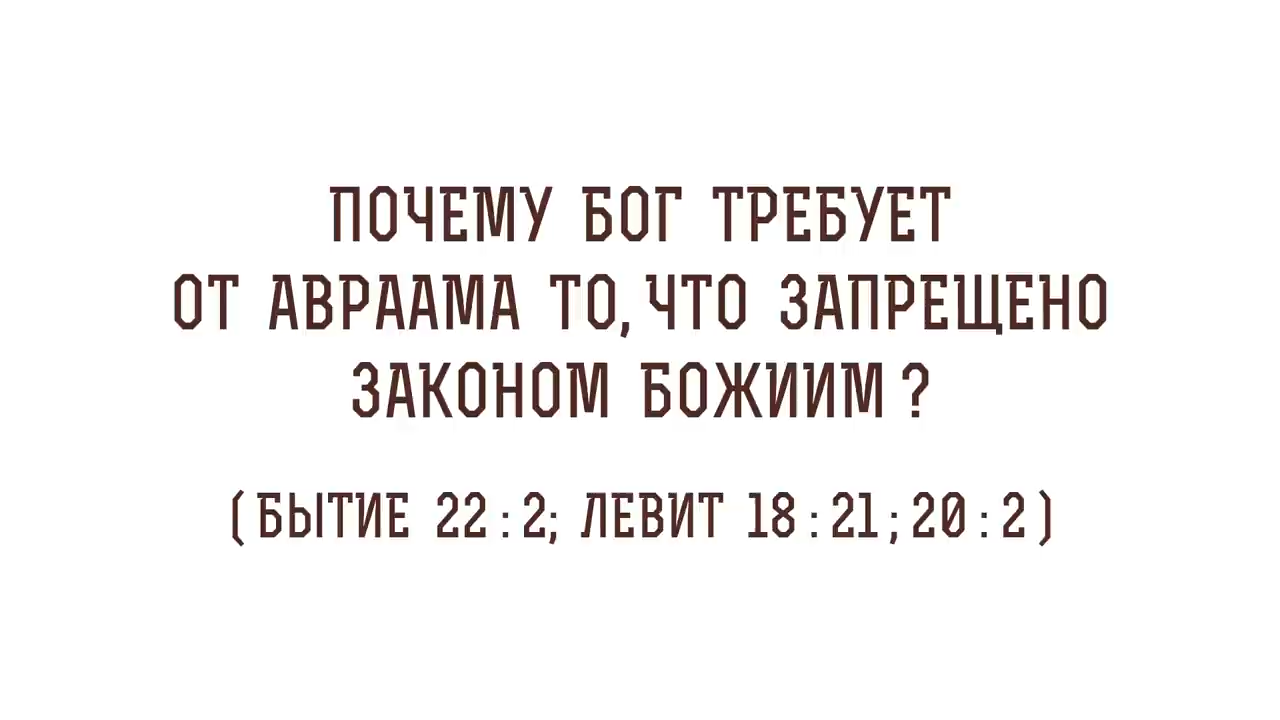 ПОЧЕМУ БОГ ТРЕБУЕТ
ОТ АВРААМА ТО, ЧТО ЗАПРЕЩЕНО
ЗАКОНОМ БОЖИИМ?
(БЫТИЕ 22:2; ЛЕВИТ 18:21; 20:2)